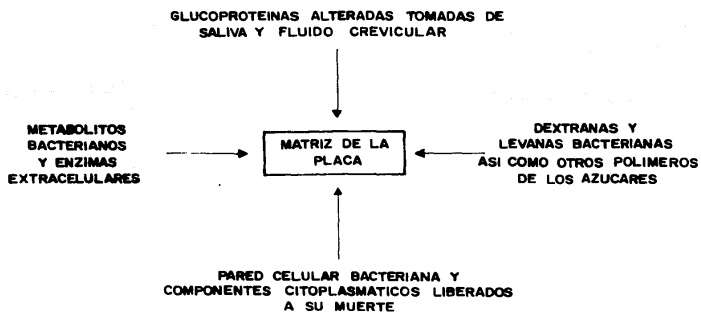 GLUCOPROTEINAS ALTERADAS TOMADAS DE
SALIVA Y FLUIDO CREVICULAR
METABOLITOS
BACTERIANOS
Y ENZIMAS
EXTRACELULARES
MATRIZ DE LA
PLACA
DEXTRANAS Y
LEVANAS BACTERIANAS
ASI COMO OTROS POLIMEROS
DE LOS AZUCARES
PARED CELULAR BACTERIANA Y
COMPONENTES CITOPLASMATICOS LIBERADOS
A SU MUERTE